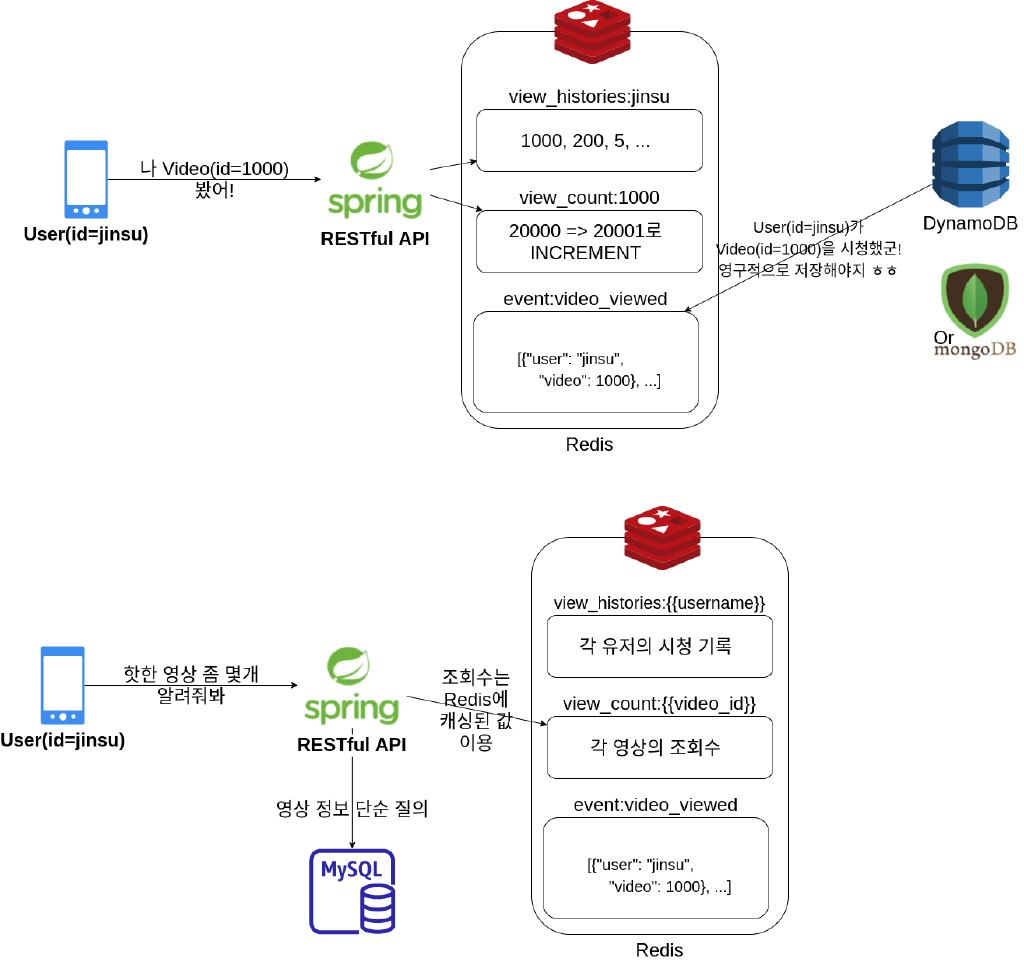 view_histories:jinsu
1000, 200, 5, ...
나 Video(id=1000)
봤어!
User(id=jinsu)
spring
RESTful API
view_count:1000
20000 => 20001로
INCREMENT
event:video_viewed
[{"user": "jinsu",
"video": 1000}, ...]
Redis
DynamoDB
User(id=jinsu)가
Video(id=1000)을 시청했군!
영구적으로 저장해야지 ㅎㅎ
Or
mongoDB
view_histories:{{username}}
각 유저의 시청 기록
핫한 영상 좀 몇개
알려줘봐
User(id=jinsu)
spring
RESTful API
조회수는
Redis에
캐싱된 값
이용
view_count:{{video_id}}
각 영상의 조회수
event:video_viewed
[{"user": "jinsu",
"video": 1000}, ...]
영상 정보 단순 질의
MySQL
Redis